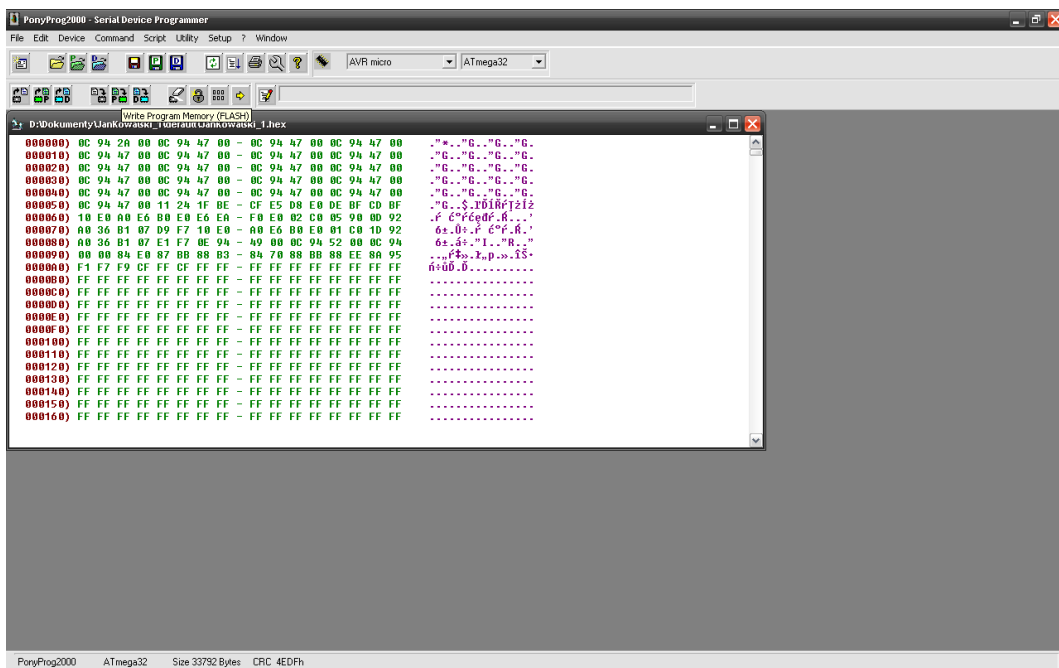 PonyProg2000 - Serial Device Programmer
File Edit Device Command Script Utility Setup ? Window
AVR micro ATmega32
Write Program Memory (FLASH)
D:\Dokumenty\JanKowalski_1\default\JanKowalski_1.hex
000000) 0C 94 2A 00 0C 94 47 00 - 0C 94 47 00 0C 94 47 00 ."*.."G.."G.."G.
000010) 0C 94 47 00 0C 94 47 00 - 0C 94 47 00 0C 94 47 00 ."G.."G.."G.."G.
000020) 0C 94 47 00 0C 94 47 00 - 0C 94 47 00 0C 94 47 00 ."G.."G.."G.."G.
000030) 0C 94 47 00 0C 94 47 00 - 0C 94 47 00 0C 94 47 00 ."G.."G.."G.."G.
000040) 0C 94 47 00 0C 94 47 00 - 0C 94 47 00 0C 94 47 00 ."G.."G.."G.."G.
000050) 0C 94 47 00 11 24 1F BE - CF E5 D8 E0 DE BF CD BF ."G..$.ľĎĺŘŕŢżÍż
000060) 10 E0 A0 E6 B0 E0 E6 EA - F0 E0 02 C0 05 90 0D 92 .ŕ ć°ŕćęđŕ.Ŕ...'
000070) A0 36 B1 07 D9 F7 10 E0 - A0 E6 B0 E0 01 C0 1D 92 6±.Ů÷.ŕ ć°ŕ.Ŕ.'
000080) A0 36 B1 07 E1 F7 0E 94 - 49 00 0C 94 52 00 0C 94 6±.á÷."I.."R.."
000090) 00 00 84 E0 87 BB 88 B3 - 84 70 88 BB 88 EE 8A 95 ..„ŕ‡».ł„p.».îŠ•
0000A0) F1 F7 F9 CF FF CF FF FF - FF FF FF FF FF FF FF FF ń÷ůĎ.Ď..........
0000B0) FF FF FF FF FF FF FF FF - FF FF FF FF FF FF FF FF ................
0000C0) FF FF FF FF FF FF FF FF - FF FF FF FF FF FF FF FF ................
0000D0) FF FF FF FF FF FF FF FF - FF FF FF FF FF FF FF FF ................
0000E0) FF FF FF FF FF FF FF FF - FF FF FF FF FF FF FF FF ................
0000F0) FF FF FF FF FF FF FF FF - FF FF FF FF FF FF FF FF ................
000100) FF FF FF FF FF FF FF FF - FF FF FF FF FF FF FF FF ................
000110) FF FF FF FF FF FF FF FF - FF FF FF FF FF FF FF FF ................
000120) FF FF FF FF FF FF FF FF - FF FF FF FF FF FF FF FF ................
000130) FF FF FF FF FF FF FF FF - FF FF FF FF FF FF FF FF ................
000140) FF FF FF FF FF FF FF FF - FF FF FF FF FF FF FF FF ................
000150) FF FF FF FF FF FF FF FF - FF FF FF FF FF FF FF FF ................
000160) FF FF FF FF FF FF FF FF - FF FF FF FF FF FF FF FF ................
PonyProg2000 ATmega32 Size 33792 Bytes CRC 4EDFh